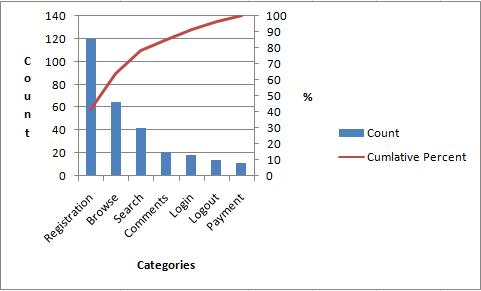 140
120
100
80
60
40
20
0
Count
100
90
80
70
60
50
40
30
20
10
0
%
Registration
Browse
Search
Comments
Login
Logout
Payment
Categories
Count
Cumlative Percent